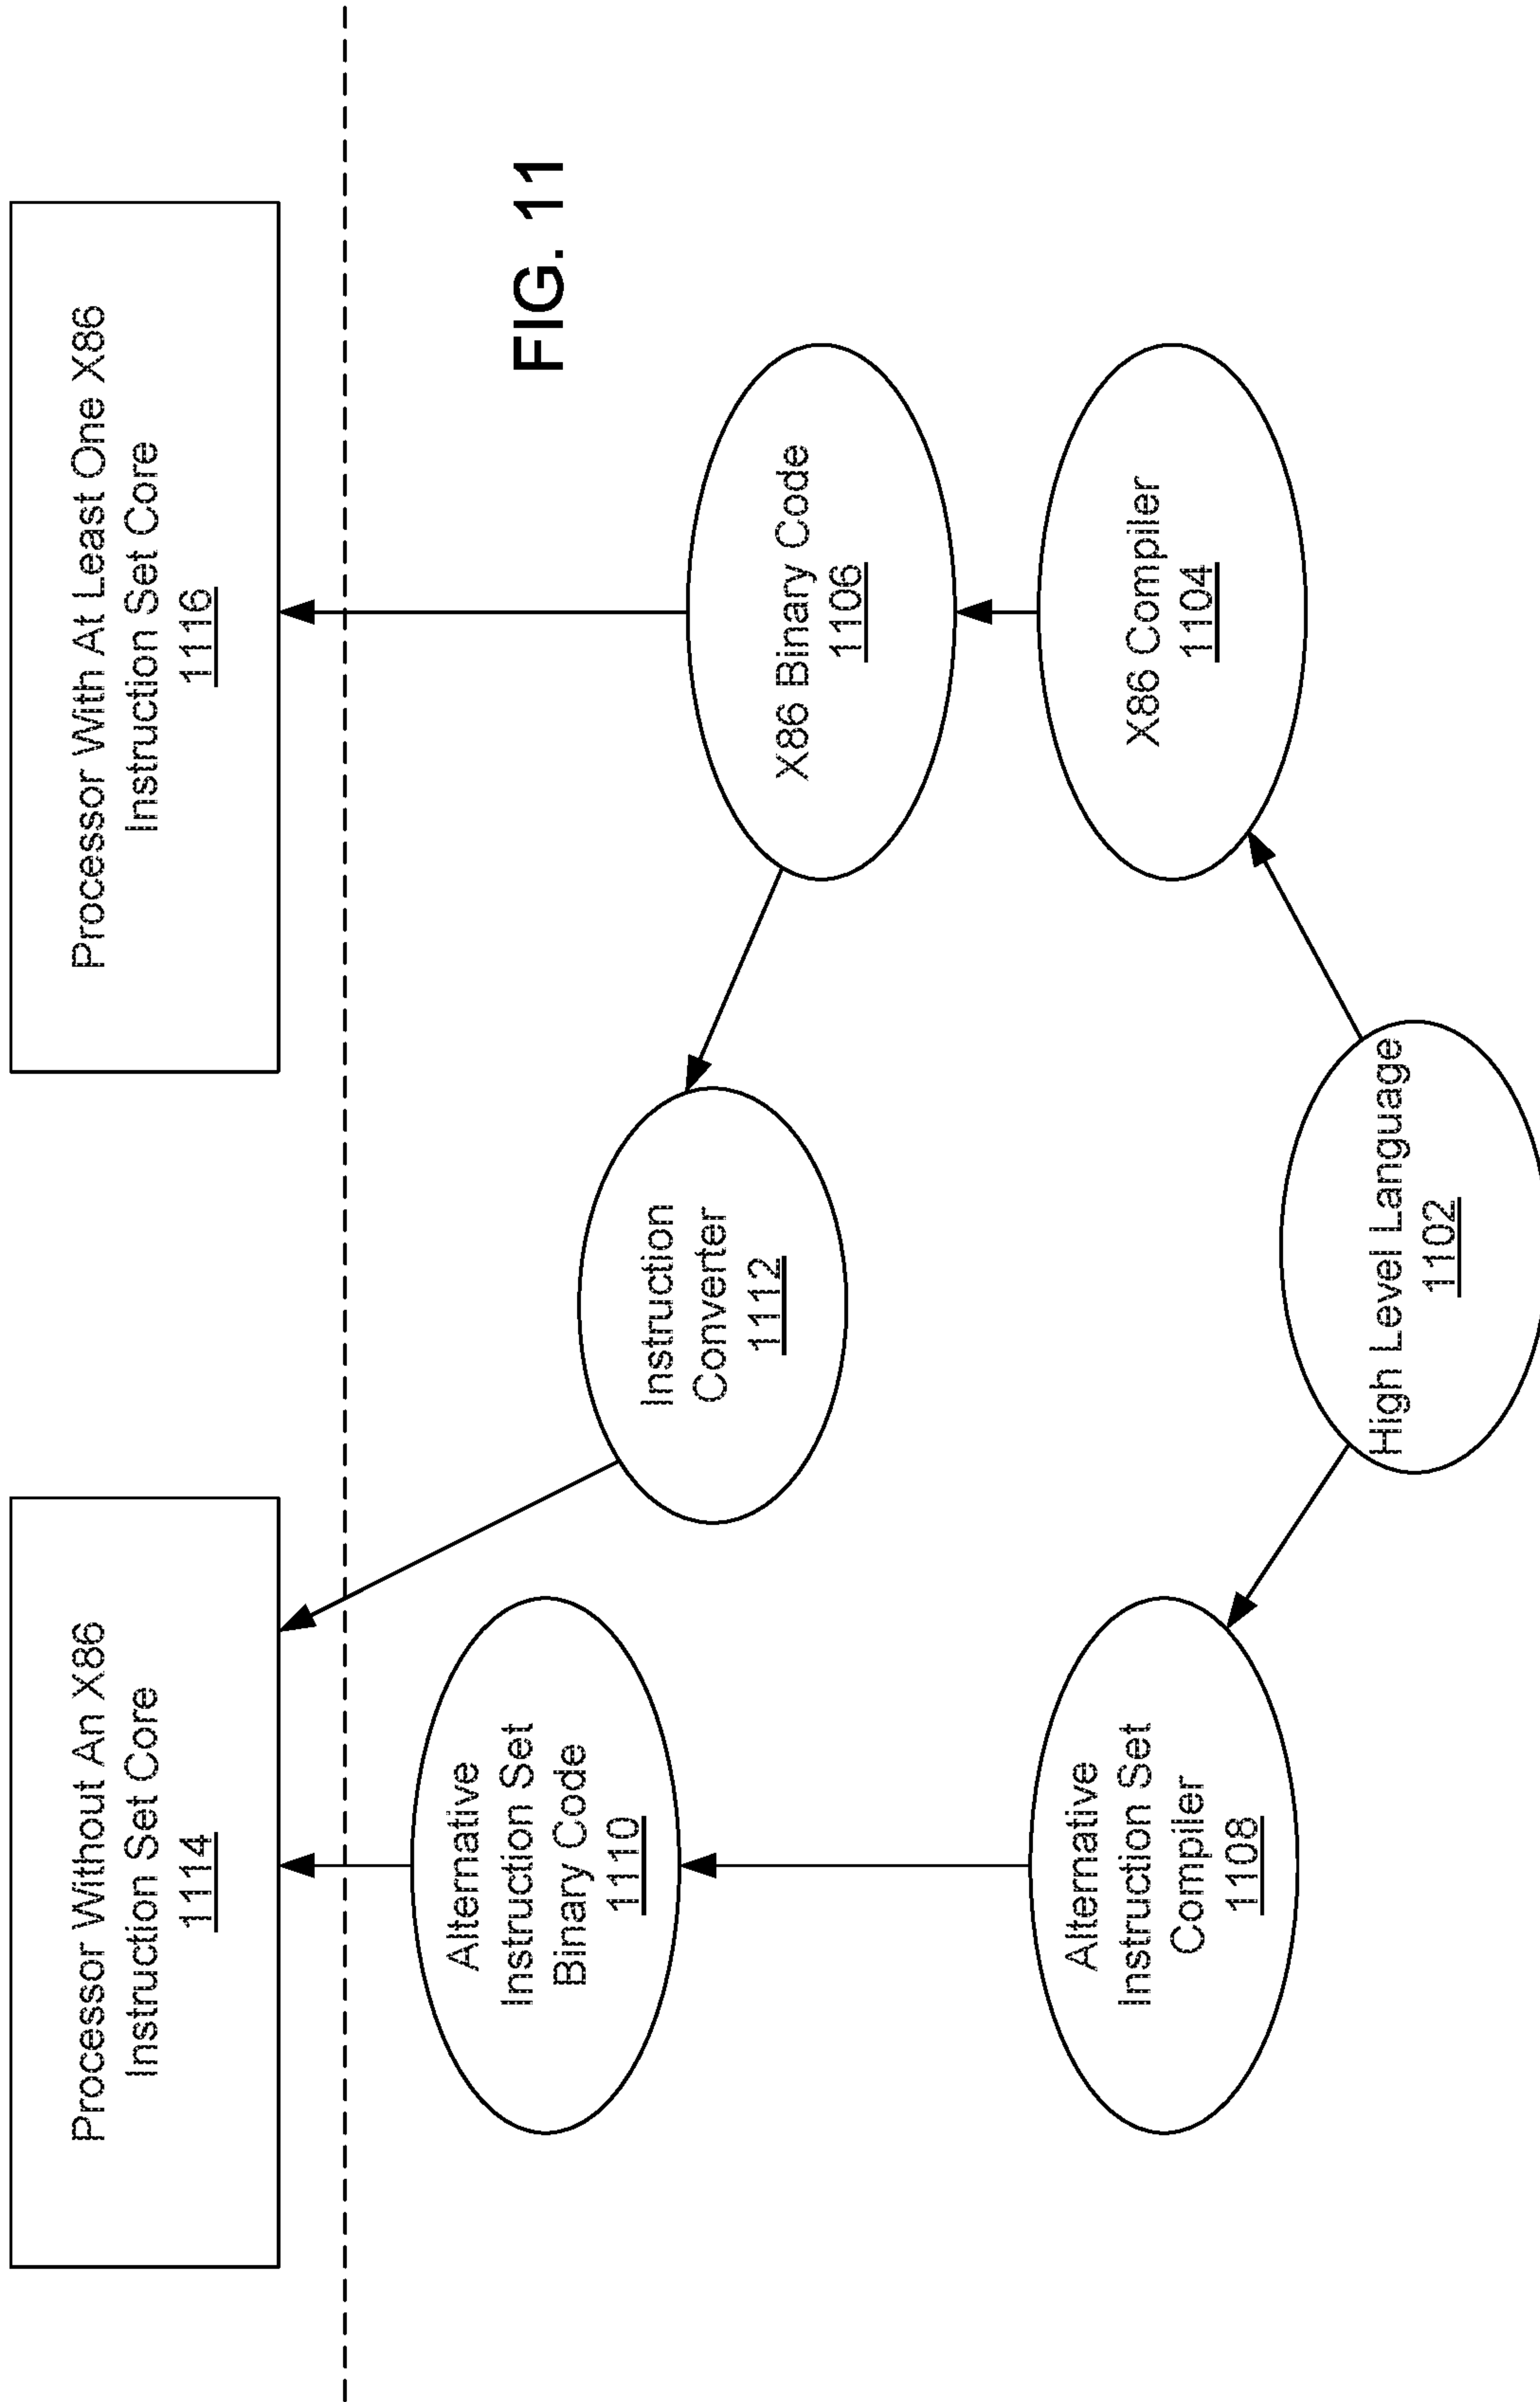 Processor Without An X86
Instruction Set Core
1114
Processor With At Least One X86
Instruction Set Core
1116
Alternative
Instruction Set
Binary Code
1110
Instruction
Converter
1112
X86 Binary Code
1106
FIG. 11
Alternative
Instruction Set
Compiler
1108
X86 Compiler
1104
High Level Language
1102